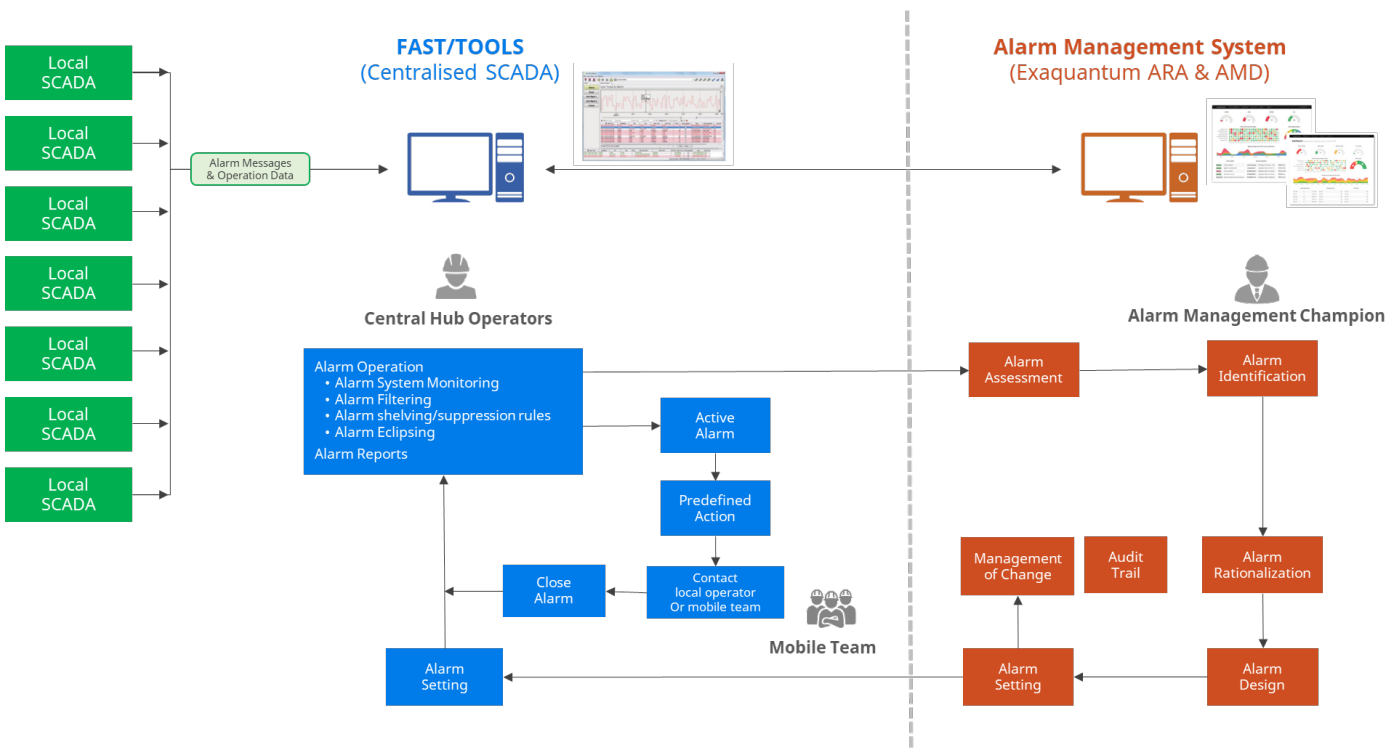 Local
SCADA
Local
SCADA
Local
SCADA
Local
SCADA
Local
SCADA
Local
SCADA
Local
SCADA
Alarm Messages
& Operation Data
FAST/TOOLS
(Centralised SCADA)
Central Hub Operators
Alarm Operation
• Alarm System Monitoring
• Alarm Filtering
• Alarm shelving/suppression rules
• Alarm Eclipsing
Alarm Reports
Active
Alarm
Predefined
Action
Contact
local operator
Or mobile team
Close
Alarm
Mobile Team
Alarm
Setting
Alarm Management System
(Exaquantum ARA & AMD)
Alarm Management Champion
Alarm
Assessment
Alarm
Identification
Management
of Change
Audit
Trail
Alarm
Rationalization
Alarm
Setting
Alarm
Design